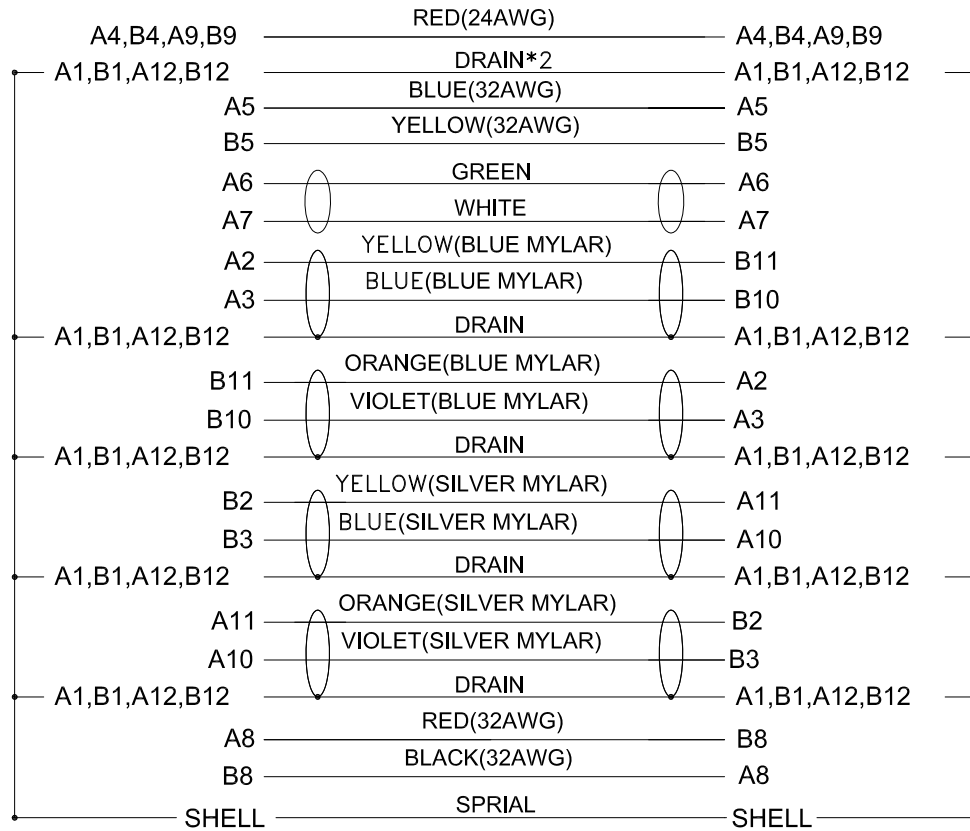 RED(24AWG)
A4,B4,A9,B9 A4,B4,A9,B9
DRAIN*2
A1,B1,A12,B12 A1,B1,A12,B12
BLUE(32AWG)
A5 A5
YELLOW(32AWG)
B5 B5
GREEN
A6 A6
WHITE
A7 A7
YELLOW(BLUE MYLAR)
A2 B11
BLUE(BLUE MYLAR)
A3 B10
DRAIN
A1,B1,A12,B12 A1,B1,A12,B12
ORANGE(BLUE MYLAR)
B11 A2
VIOLET(BLUE MYLAR)
B10 A3
DRAIN
A1,B1,A12,B12 A1,B1,A12,B12
YELLOW(SILVER MYLAR)
B2 A11
BLUE(SILVER MYLAR)
B3 A10
DRAIN
A1,B1,A12,B12 A1,B1,A12,B12
ORANGE(SILVER MYLAR)
A11 B2
VIOLET(SILVER MYLAR)
A10 B3
DRAIN
A1,B1,A12,B12 A1,B1,A12,B12
RED(32AWG)
A8 B8
BLACK(32AWG)
B8 A8
SPRIAL
SHELL SHELL